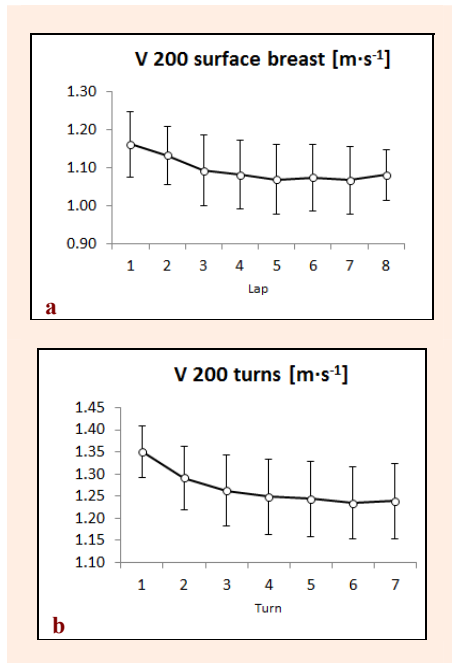 V 200 surface breast [m·s-1]
1.30
1.20
1.10
1.00
0.90
1 2 3 4 5 6 7 8
Lap
a
V 200 turns [m·s-1]
1.45
1.40
1.35
1.30
1.25
1.20
1.15
1.10
1 2 3 4 5 6 7
Turn
b